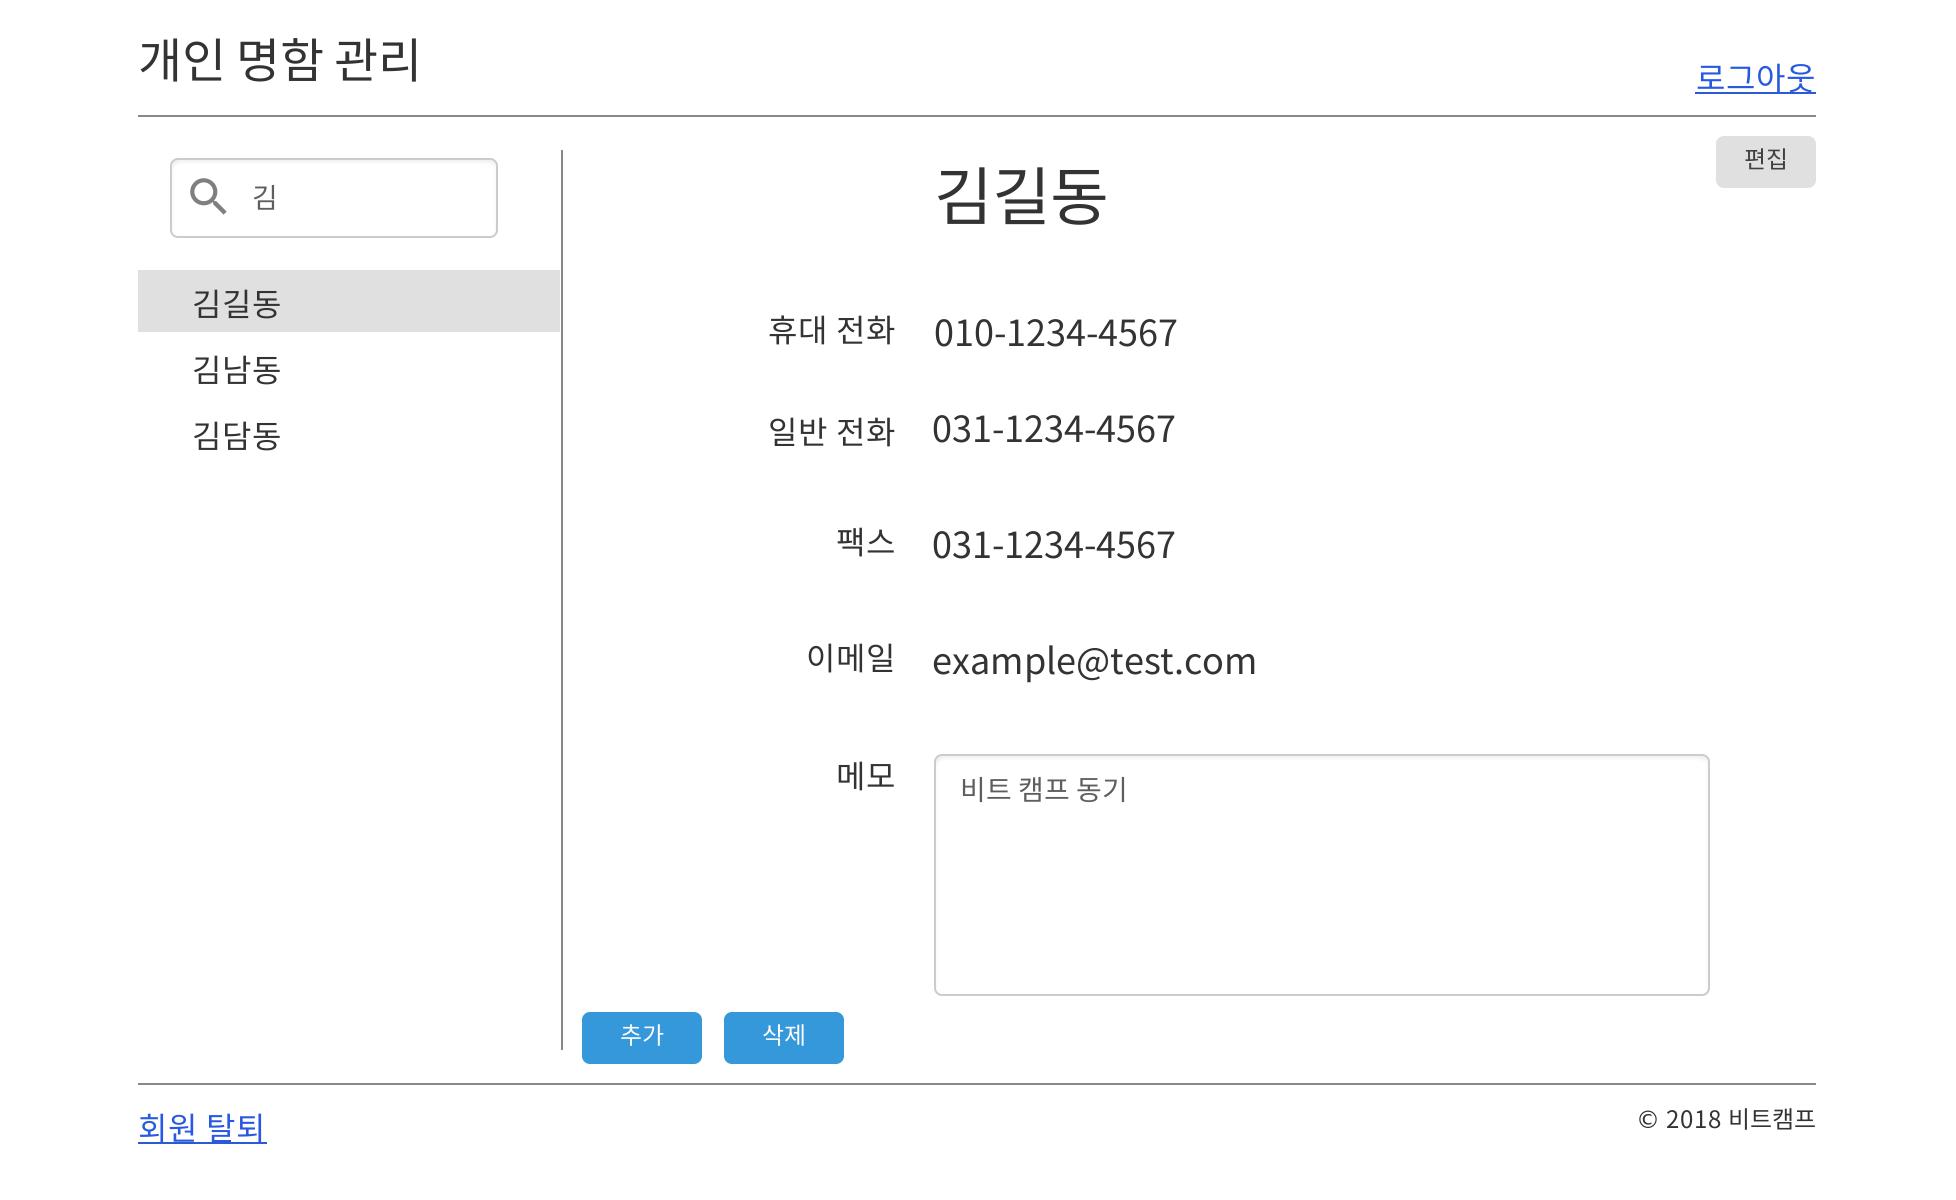 개인 명함 관리
로그아웃
김
김길동
김남동
김담동
김길동
편집
휴대 전화 010-1234-4567
일반 전화 031-1234-4567
팩스 031-1234-4567
이메일 example@test.com
메모 비트 캠프 동기
추가 삭제
회원 탈퇴
© 2018 비트캠프